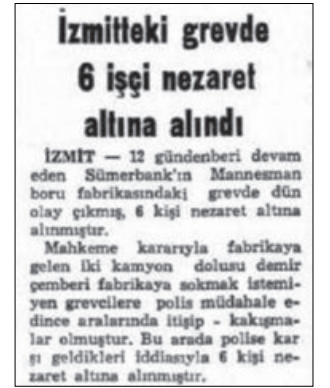 İzmitteki grevde
6 işçi nezaret
altına alındı
İZMİT — 12 gündenberi devam
eden Sümerbank'ın Mannesman
boru fabrikasındaki grevde dün
olay çıkmış, 6 kişi nezaret altına
alınmıştır.
Mahkeme kararıyla fabrikaya
gelen iki kamyon dolusu demir
çemberi fabrikaya sokmak istemi-
yen grevcilere polis müdahale e-
dince aralarında itişip - kakışma-
lar olmuştur. Bu arada polise kar
şı geldikleri iddiasıyla 6 kişi ne-
zaret altına alınmıştır.